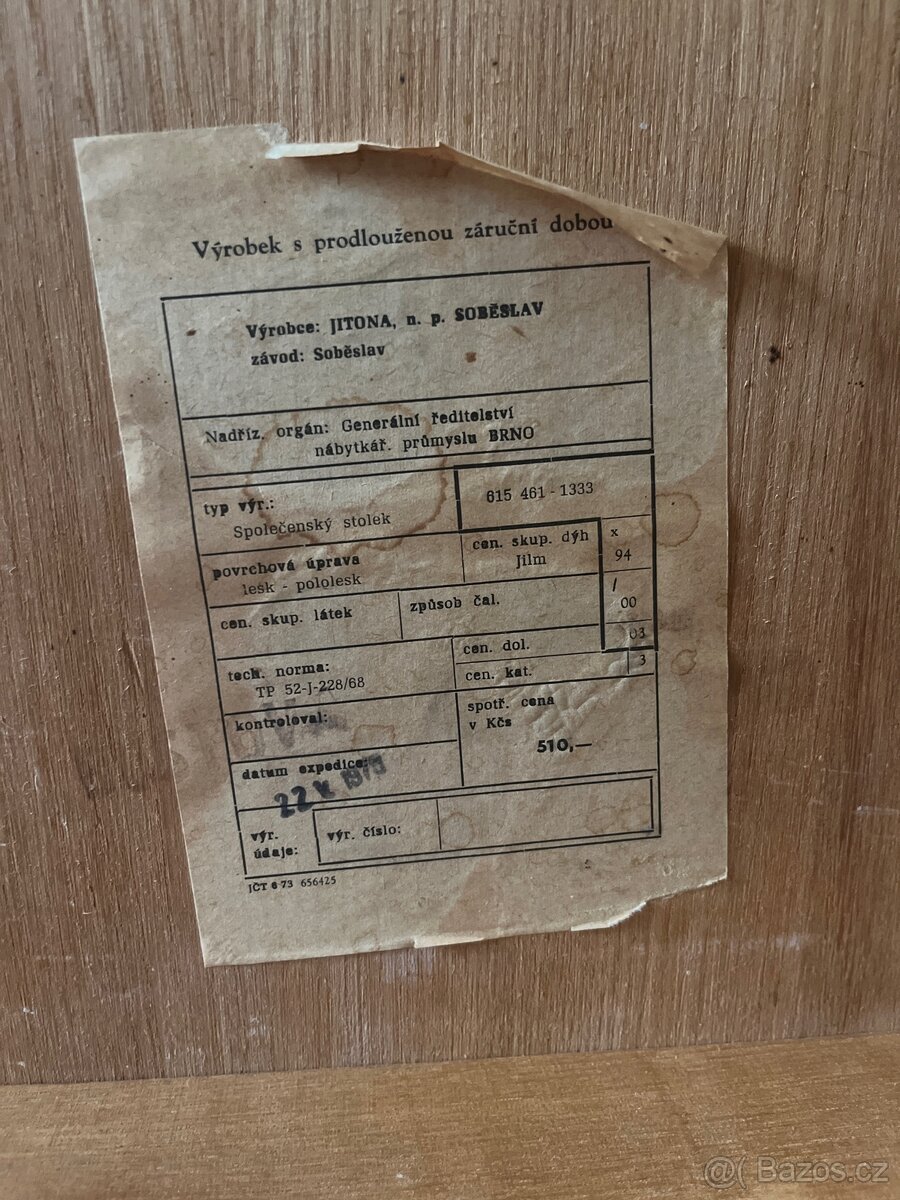 Výrobek s prodlouženou záruční dobou
Výrobce: JITONA, n. p. SOBĚSLAV
závod: Soběslav
Nadříz. orgán: Generální ředitelství
nábytkář. průmyslu BRNO
typ výr.:
Společenský stolek
615 461 - 1333
povrchová úprava
lesk - pololesk
cen. skup. dýh
Jilm
x
94
cen. skup. látek
způsob čal.
/
00
tech. norma:
TP 52-J-228/68
cen. dol.
03
cen. kat.
3
kontroloval:
spotř. cena
v Kčs
510,—
datum expedice:
22
výr.
údaje:
výr. číslo:
JČT 6 73 656425
@( Bazos.cz